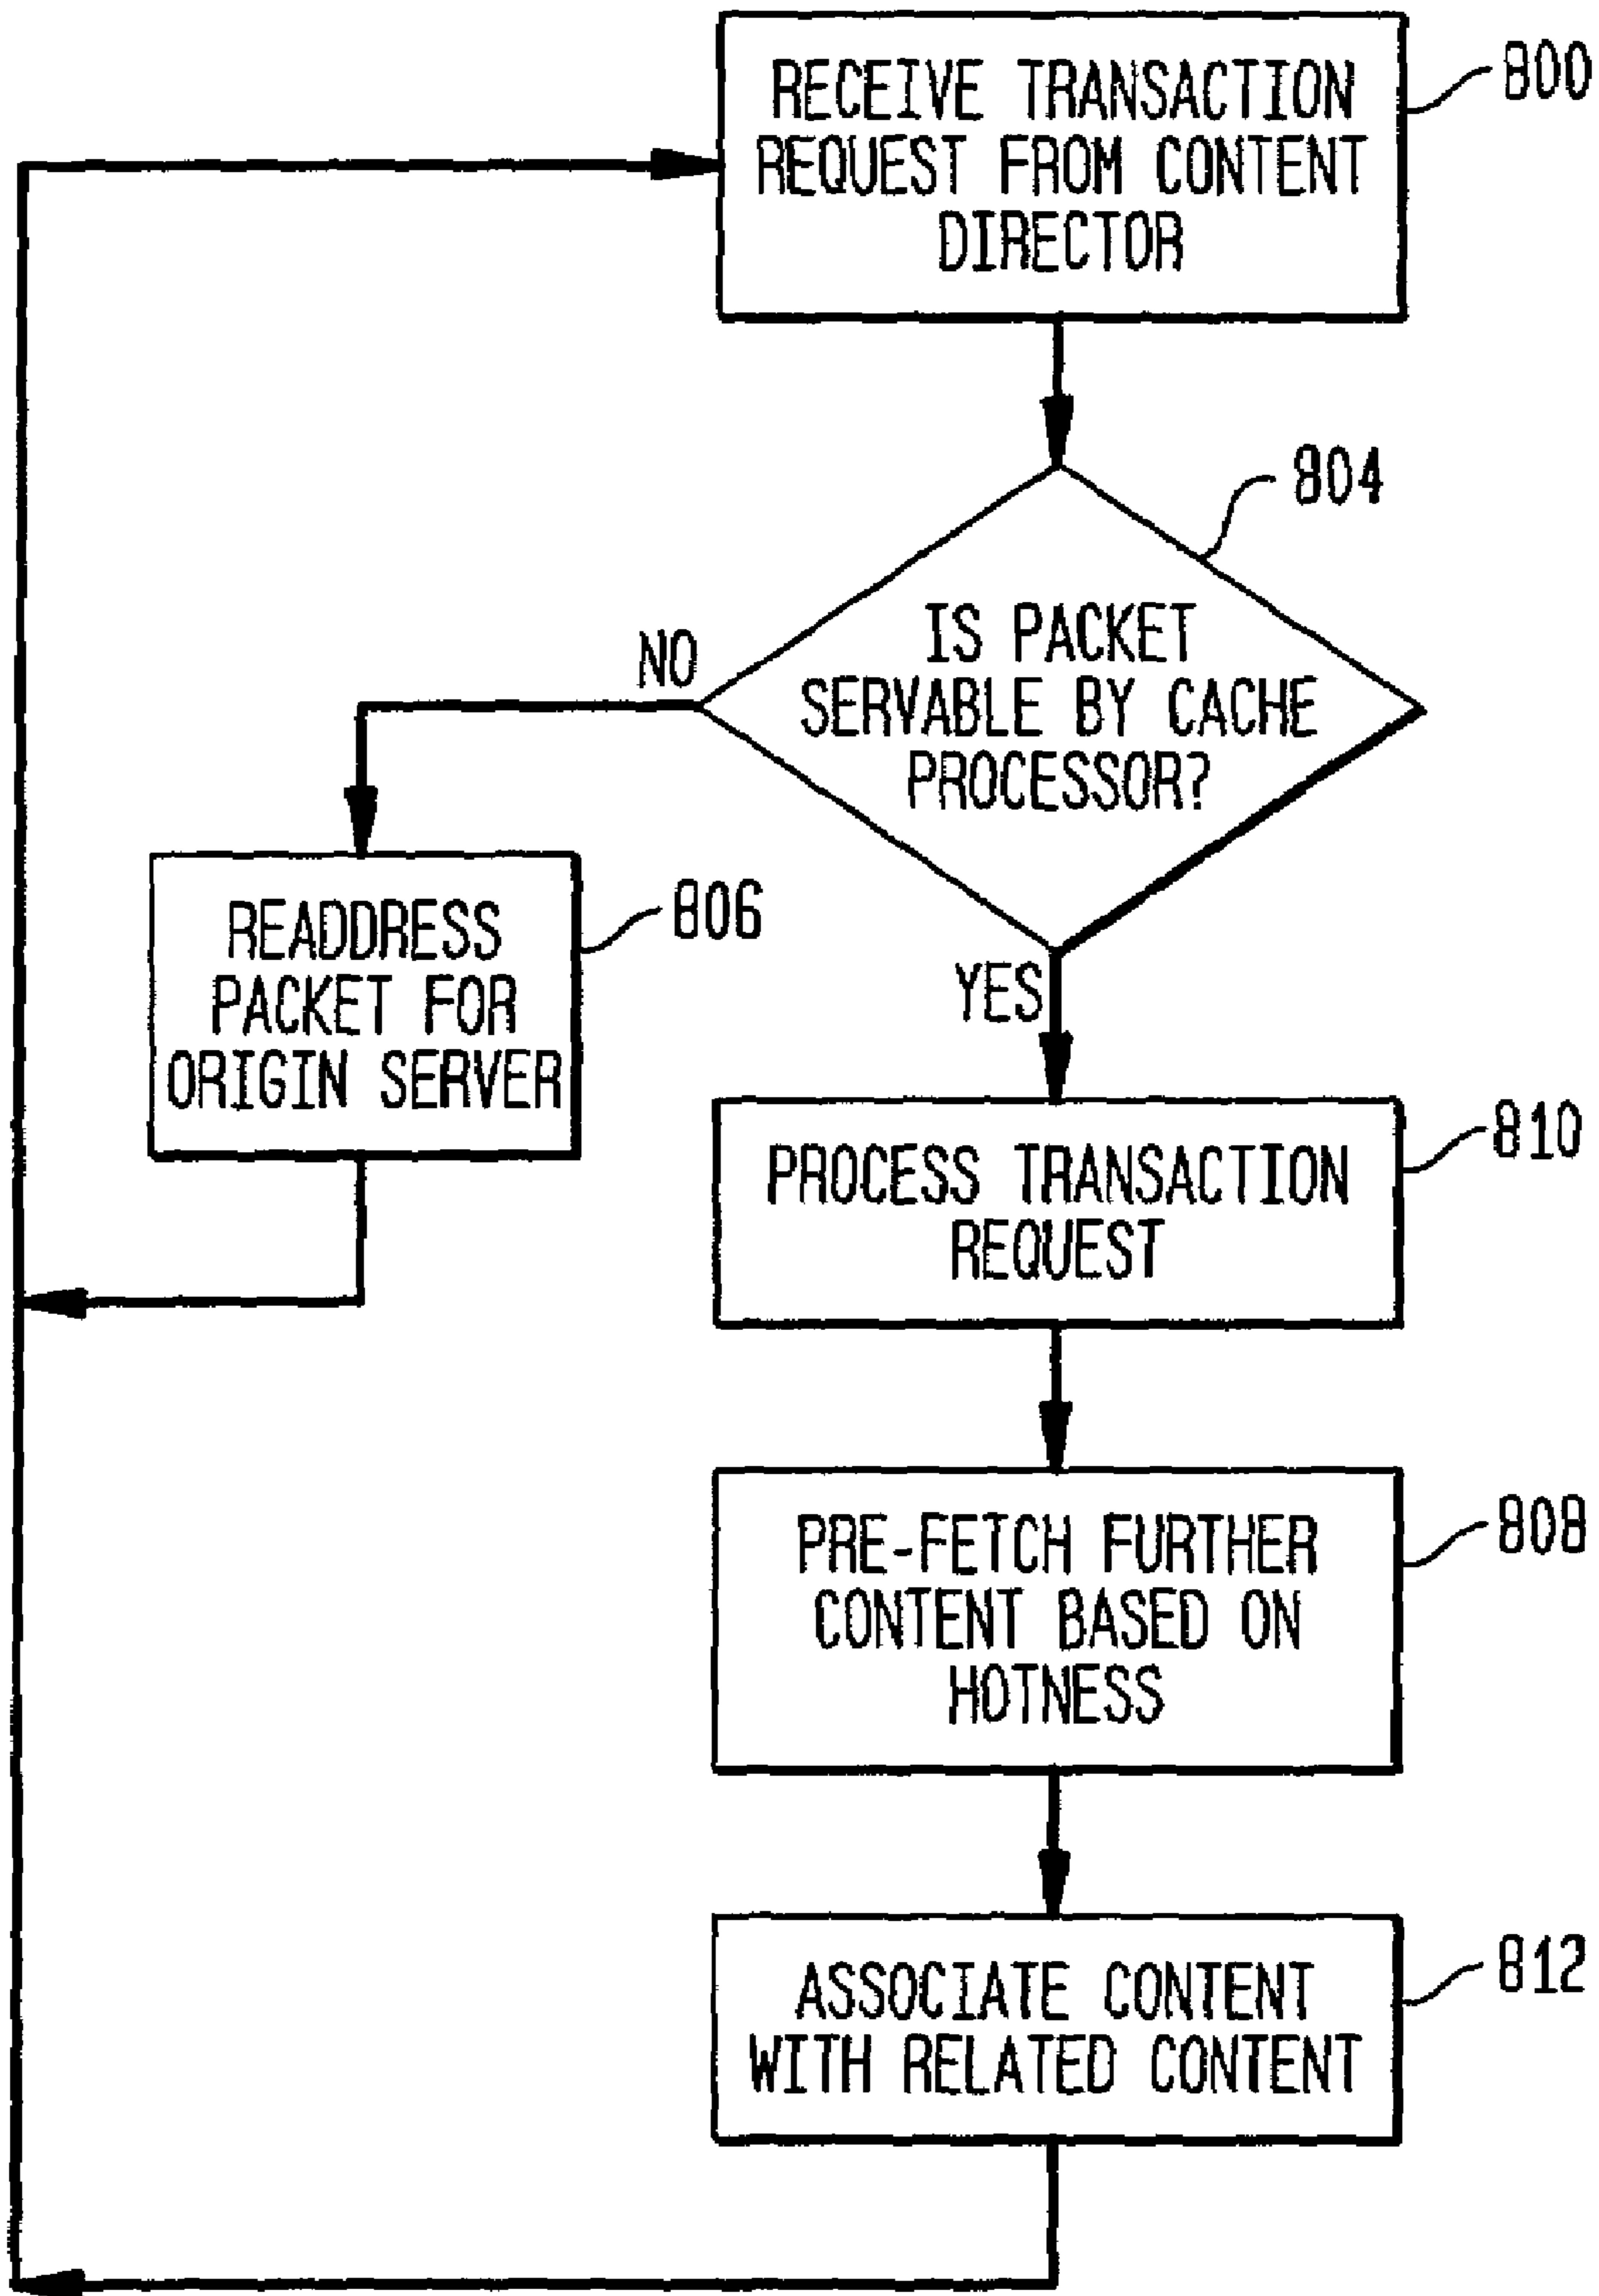 RECEIVE TRANSACTION
REQUEST FROM CONTENT
DIRECTOR
800
804
IS PACKET
SERVABLE BY CACHE
PROCESSOR?
NO
READDRESS
PACKET FOR
ORIGIN SERVER
806
YES
PROCESS TRANSACTION
REQUEST
810
PRE-FETCH FURTHER
CONTENT BASED ON
HOTNESS
808
ASSOCIATE CONTENT
WITH RELATED CONTENT
812